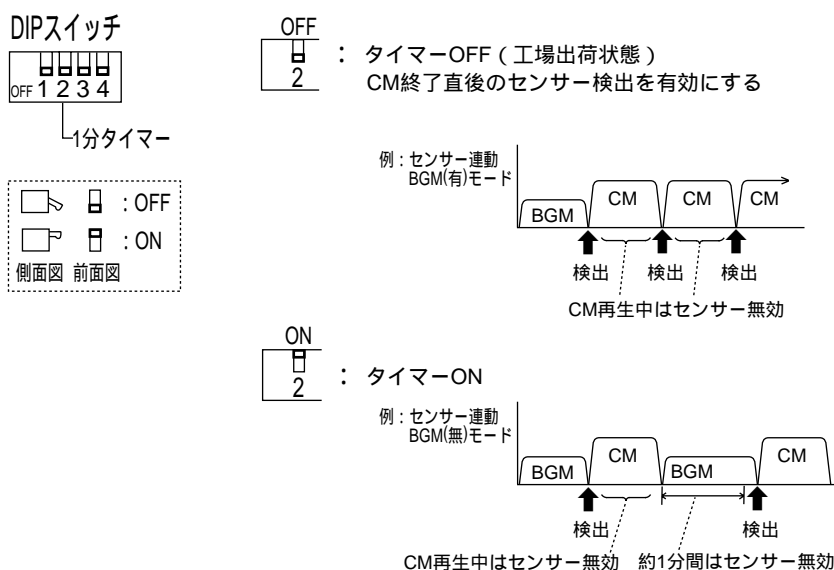 DIPスイッチ
OFF 1 2 3 4
1分タイマー
: OFF
: ON
側面図 前面図
OFF
2
： タイマーOFF（工場出荷状態）
CM終了直後のセンサー検出を有効にする
例：センサー連動
BGM(有)モード
BGM CM CM CM
検出 検出 検出
CM再生中はセンサー無効
ON
2
： タイマーON
例：センサー連動
BGM(無)モード
BGM CM BGM CM
検出 検出
CM再生中はセンサー無効 約1分間はセンサー無効